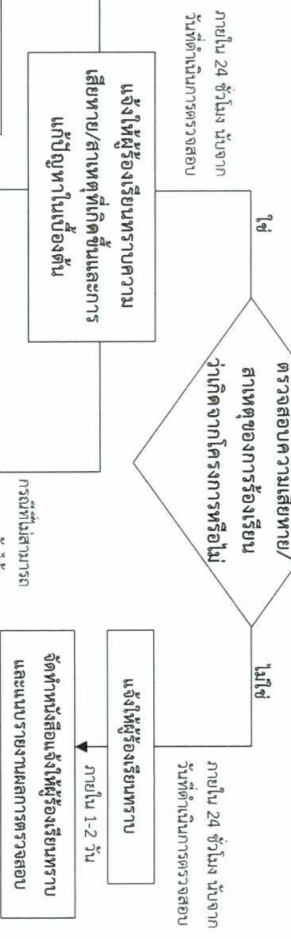 ตรวจสอบความเสียหาย/
สาเหตุของการร้องเรียน
ว่าเกิดจากโครงการหรือไม่
ใช่
ไม่ใช่
ภายใน 24 ชั่วโมง นับจาก
วันที่ดำเนินการตรวจสอบ
แจ้งให้ผู้ร้องเรียนทราบความ
เสียหาย/สาเหตุที่เกิดขึ้นและการ
แก้ปัญหาในเบื้องต้น
กรณีที่ไม่สามารถ
ภายใน 24 ชั่วโมง นับจาก
วันที่ดำเนินการตรวจสอบ
แจ้งให้ผู้ร้องเรียนทราบ
ภายใน 1-2 วัน
จัดทำหนังสือแจ้งให้ผู้ร้องเรียนทราบ
และแบบรายงานผลการตรวจสอบ